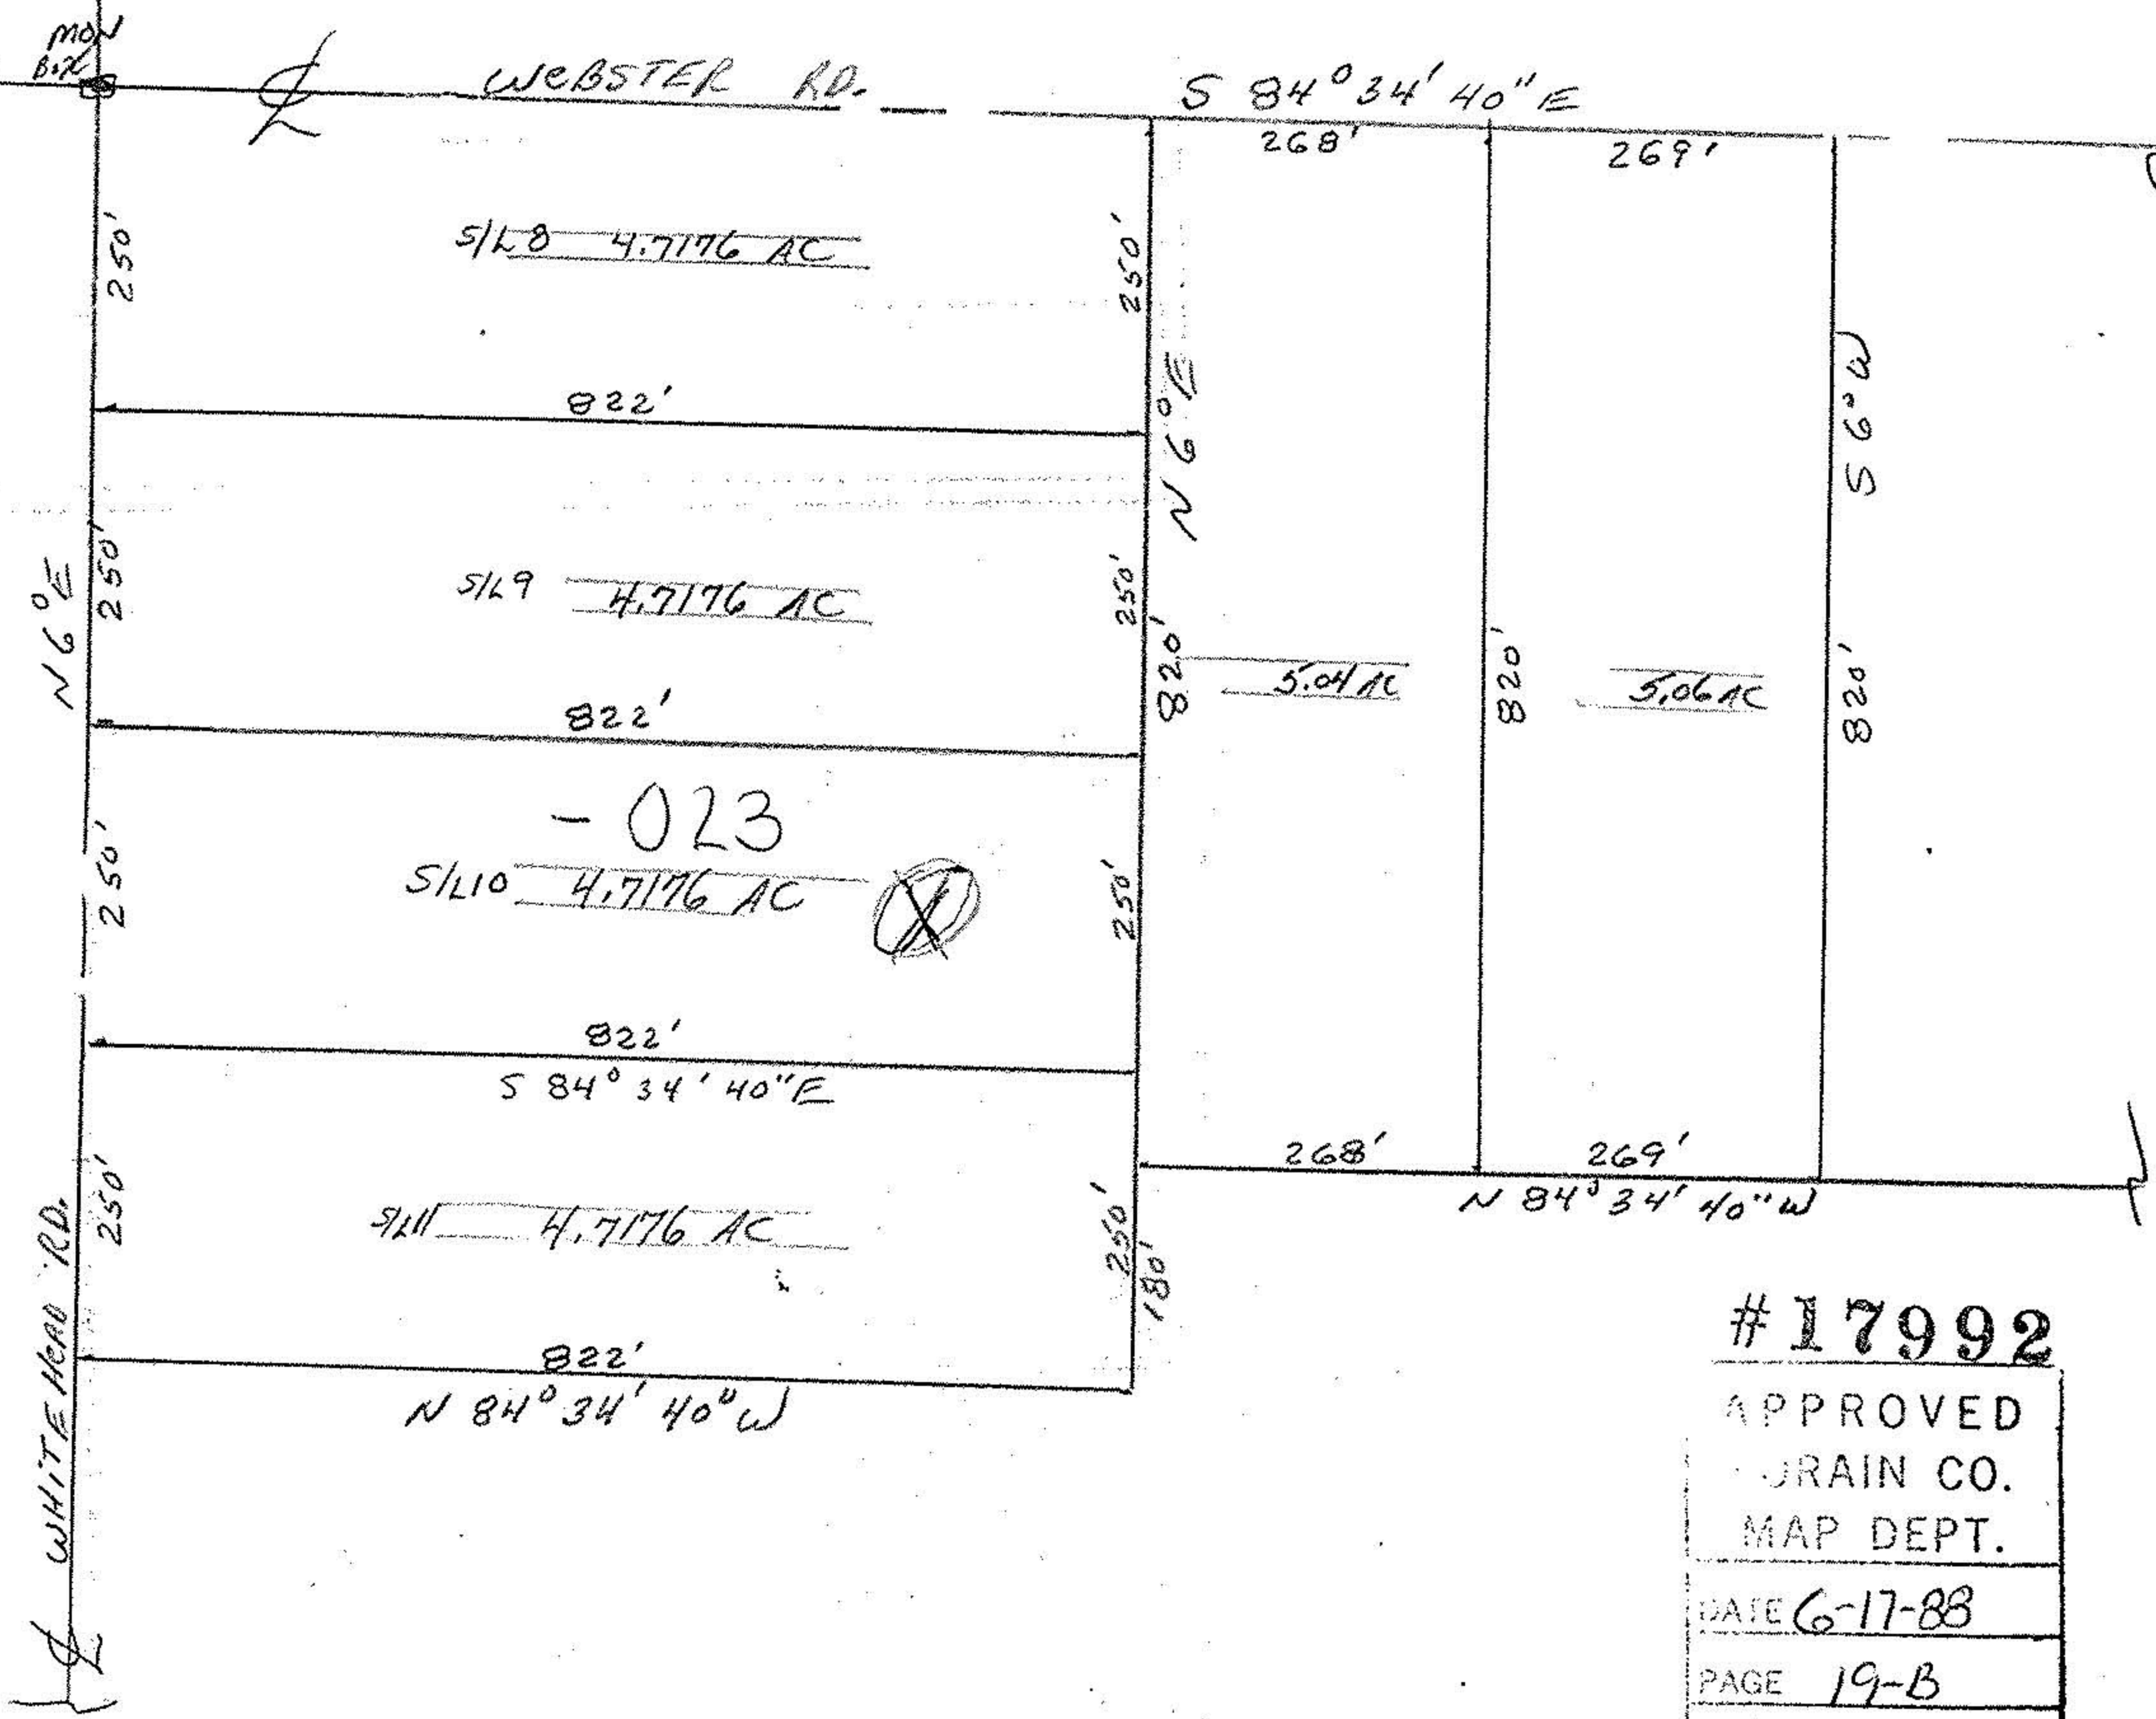 MON
BOX
℄ WEBSTER RD.
S 84° 34' 40" E
268'
269'
250'
S/L8 4.7176 AC
250'
822'
N 6° E
S 6° W
N 6° E
250'
S/L9 4.7176 AC
250'
820'
5.04 AC
820'
5.06 AC
820'
822'
- 023
250'
S/L10 4.7176 AC
250'
822'
S 84° 34' 40" E
268'
269'
N 84° 34' 40" W
250'
S/L11 4.7176 AC
250'
180'
822'
N 84° 34' 40" W
℄ WHITEHEAD RD.
#17992
APPROVED
ORAIN CO.
MAP DEPT.
DATE 6-17-88
PAGE 19-B